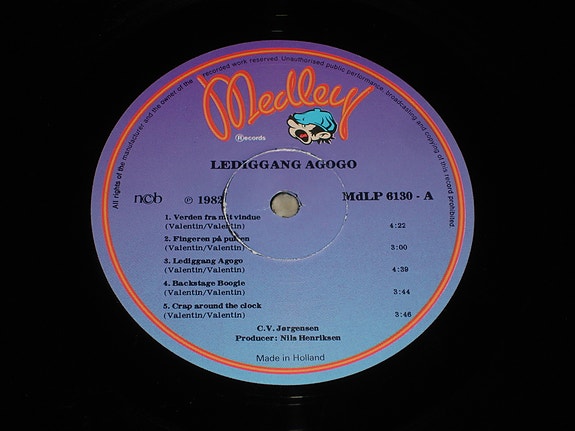 All rights of the manufacturer and the owner of the recorded work reserved. Unauthorised public performance, broadcasting and copying of this record prohibited
Medley
Records
LEDIGGANG AGOGO
ncb ℗ 1982 MdLP 6130 - A
1. Verden fra mit vindue
(Valentin/Valentin) 4:22
2. Fingeren på pulsen
(Valentin/Valentin) 3:00
3. Lediggang Agogo
(Valentin/Valentin) 4:39
4. Backstage Boogie
(Valentin/Valentin) 3:44
5. Crap around the clock
(Valentin/Valentin) 3:46
C.V. Jørgensen
Producer: Nils Henriksen
Made in Holland